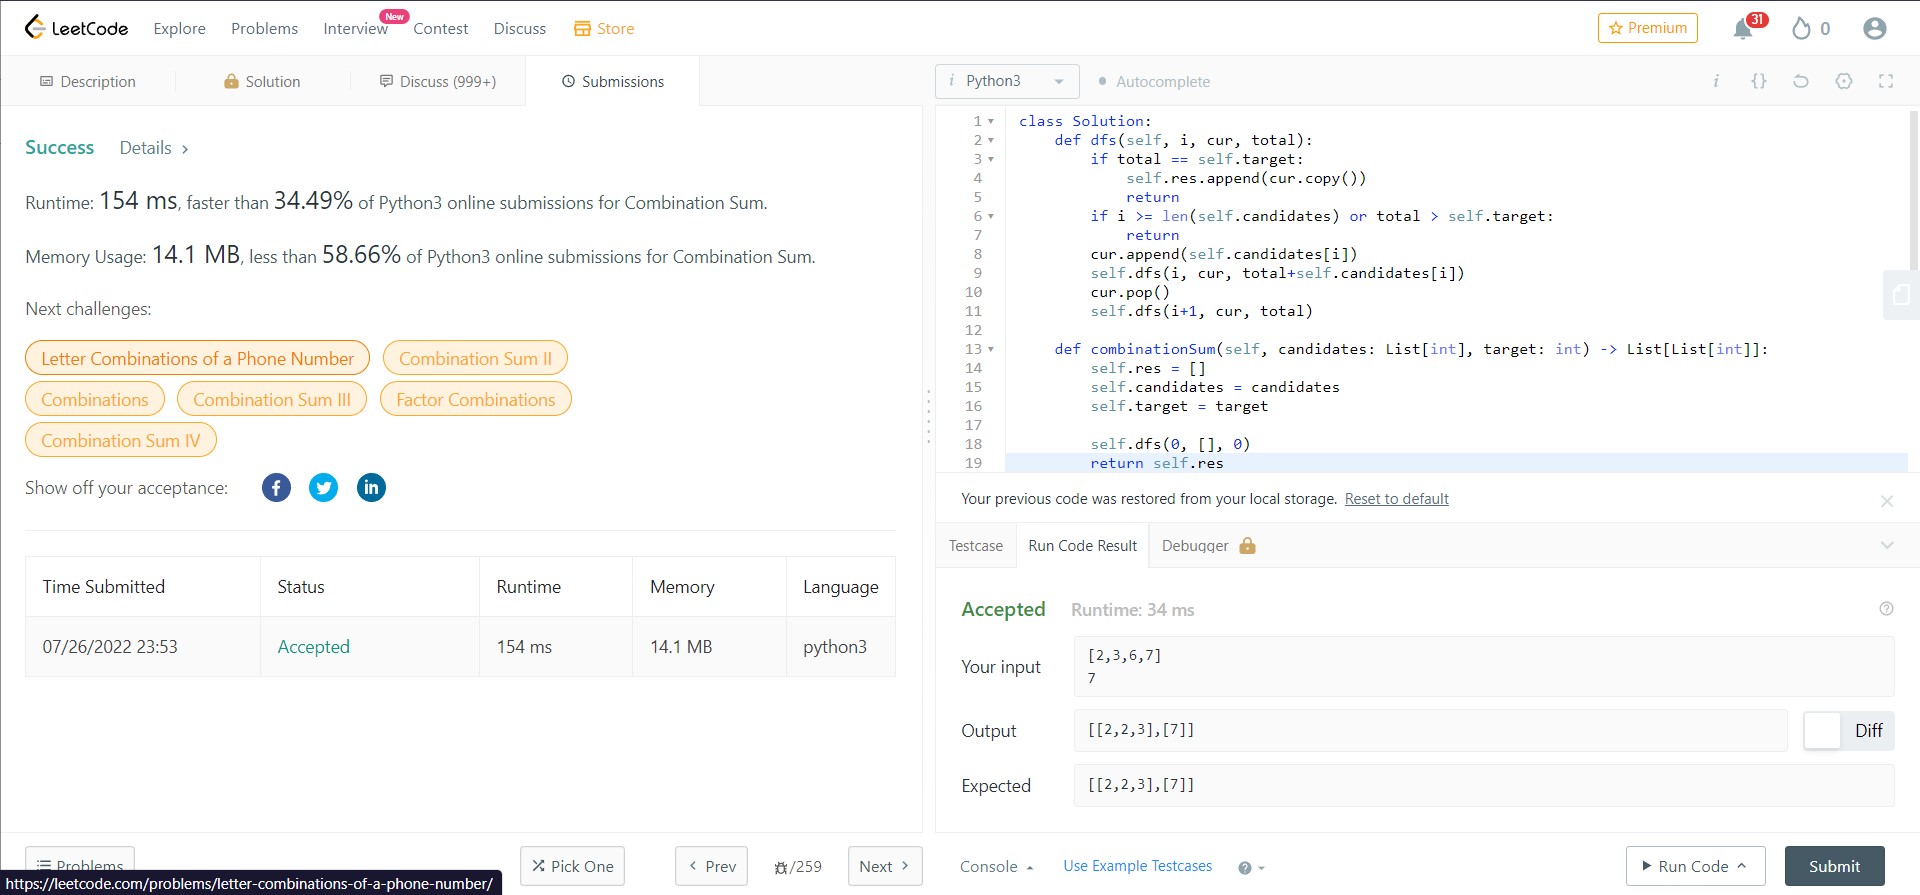 LeetCode Explore Problems Interview New Contest Discuss Store Premium 31 0
Description Solution Discuss (999+) Submissions
Success Details >
Runtime: 154 ms, faster than 34.49% of Python3 online submissions for Combination Sum.
Memory Usage: 14.1 MB, less than 58.66% of Python3 online submissions for Combination Sum.
Next challenges:
Letter Combinations of a Phone Number Combination Sum II
Combinations Combination Sum III Factor Combinations
Combination Sum IV
Show off your acceptance:
Time Submitted Status Runtime Memory Language
07/26/2022 23:53 Accepted 154 ms 14.1 MB python3
Problems Pick One < Prev /259 Next >
https://leetcode.com/problems/letter-combinations-of-a-phone-number/
i Python3 Autocomplete i {}
1 class Solution:
2 def dfs(self, i, cur, total):
3 if total == self.target:
4 self.res.append(cur.copy())
5 return
6 if i >= len(self.candidates) or total > self.target:
7 return
8 cur.append(self.candidates[i])
9 self.dfs(i, cur, total+self.candidates[i])
10 cur.pop()
11 self.dfs(i+1, cur, total)
12
13 def combinationSum(self, candidates: List[int], target: int) -> List[List[int]]:
14 self.res = []
15 self.candidates = candidates
16 self.target = target
17
18 self.dfs(0, [], 0)
19 return self.res
Your previous code was restored from your local storage. Reset to default
Testcase Run Code Result Debugger
Accepted Runtime: 34 ms
Your input
[2,3,6,7]
7
Output [[2,2,3],[7]] Diff
Expected [[2,2,3],[7]]
Console Use Example Testcases Run Code Submit